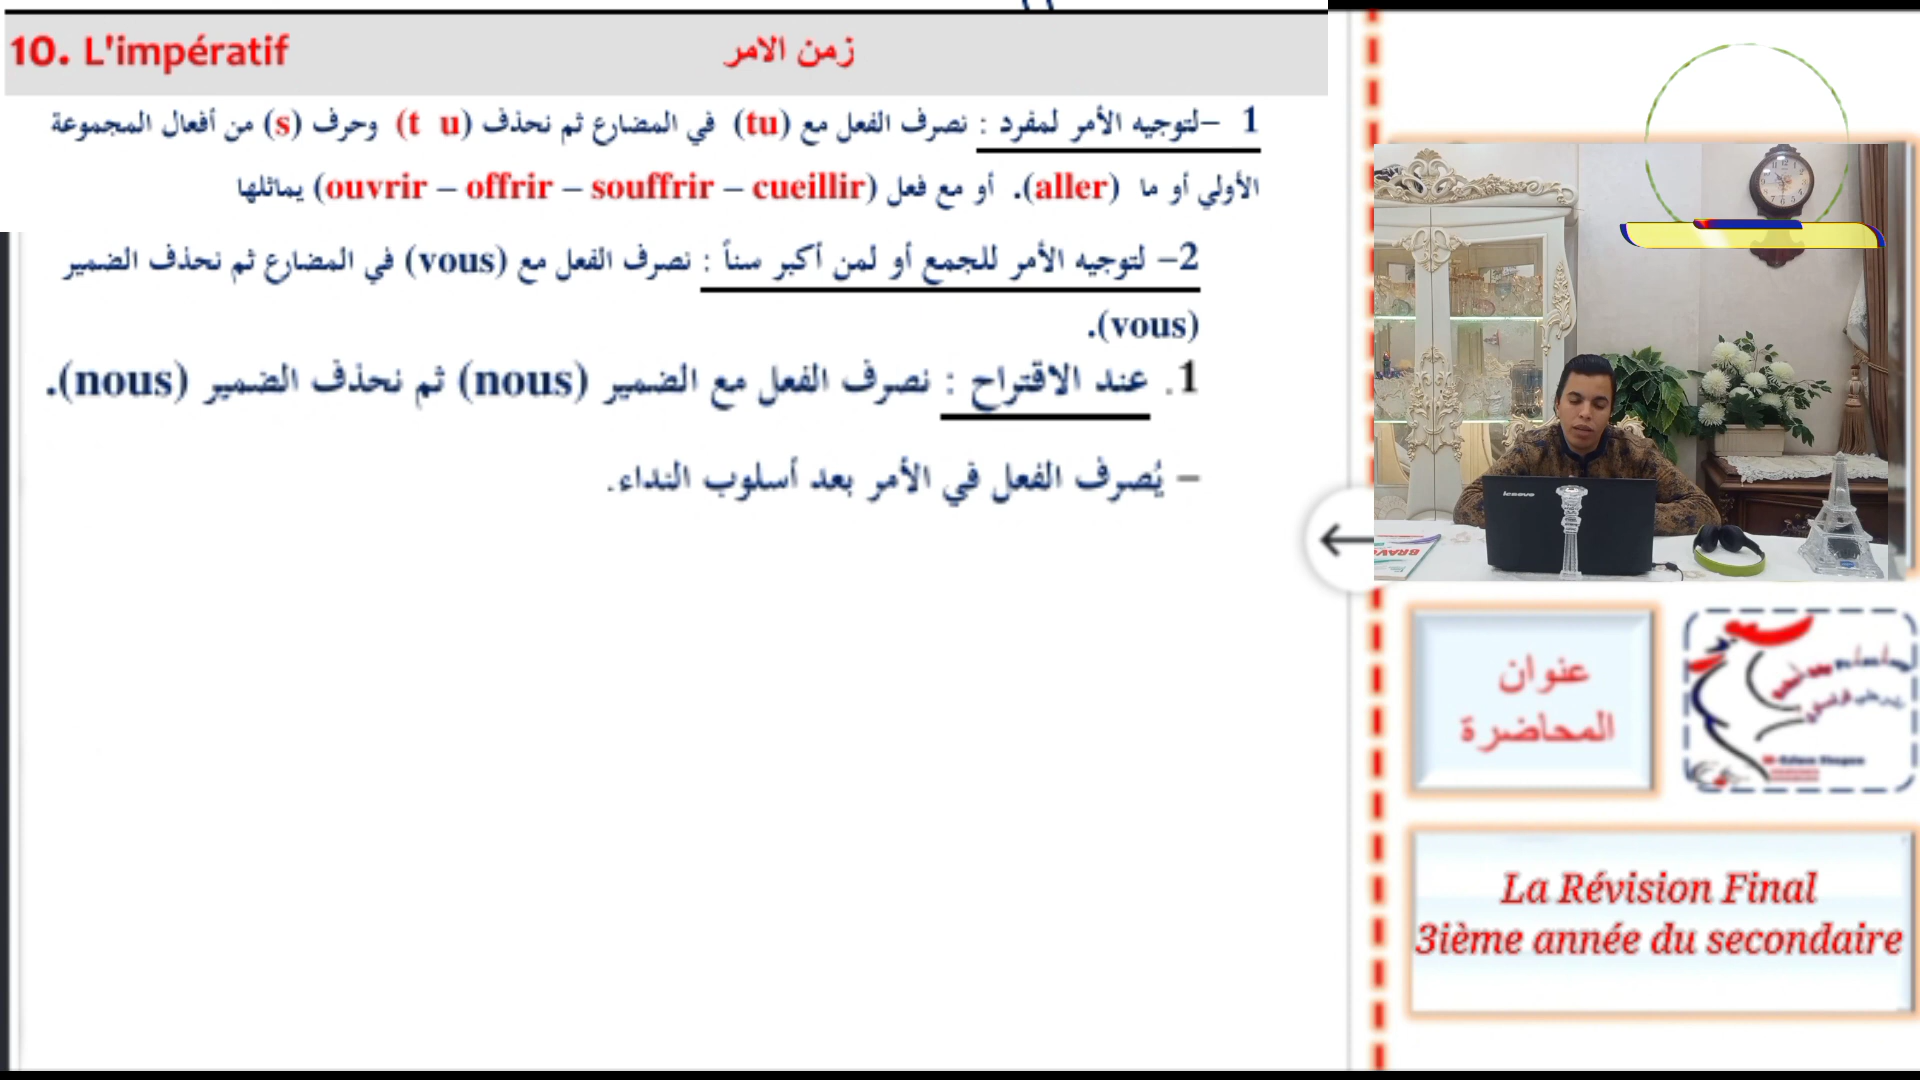 10. L'impératif زمن الامر
1 –لتوجيه الأمر لمفرد : نصرف الفعل مع (tu) في المضارع ثم نحذف (t u) وحرف (s) من أفعال المجموعة
الأولي أو ما (aller). أو مع فعل (ouvrir – offrir – souffrir – cueillir) يماثلها
2– لتوجيه الأمر للجمع أو لمن أكبر سناً : نصرف الفعل مع (vous) في المضارع ثم نحذف الضمير
(vous).
1. عند الاقتراح : نصرف الفعل مع الضمير (nous) ثم نحذف الضمير (nous).
– يُصرف الفعل في الأمر بعد أسلوب النداء.
lenovo
BRAVO
عنوان
المحاضرة
La Révision Final
3ième année du secondaire